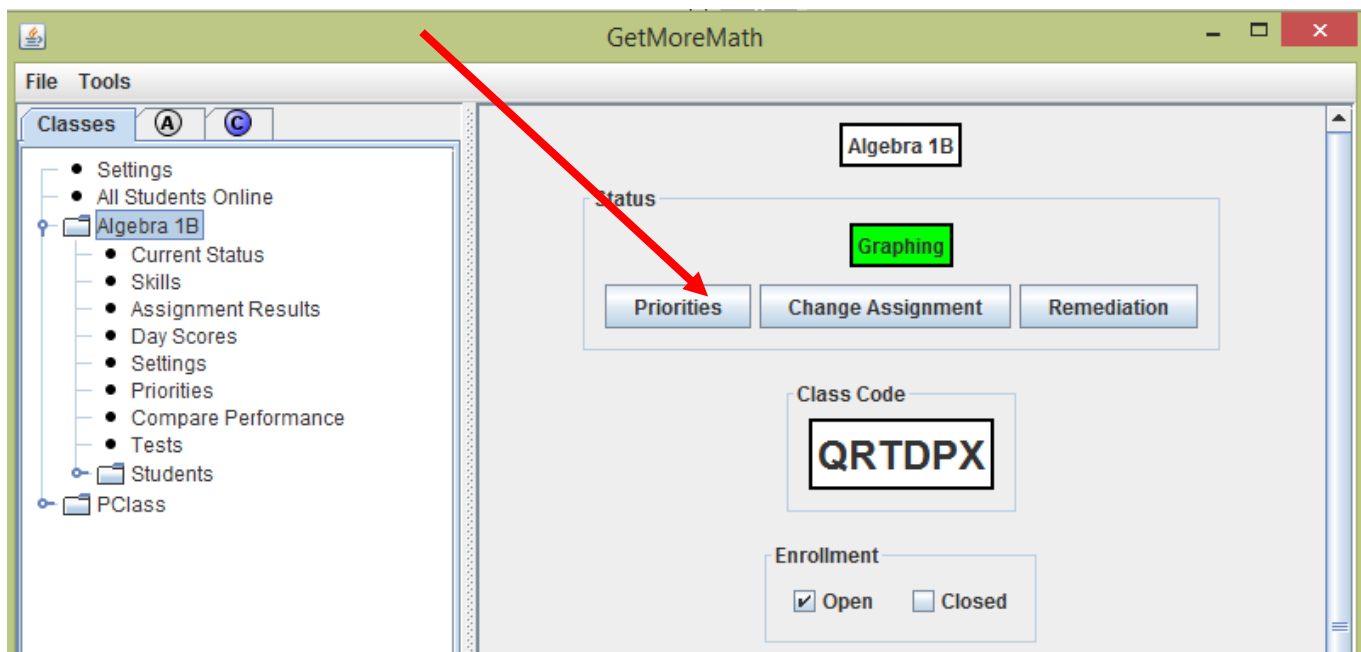 GetMoreMath
File Tools
Classes A C
Settings
All Students Online
Algebra 1B
Current Status
Skills
Assignment Results
Day Scores
Settings
Priorities
Compare Performance
Tests
Students
PClass
Algebra 1B
Status
Graphing
Priorities Change Assignment Remediation
Class Code
QRTDPX
Enrollment
Open Closed